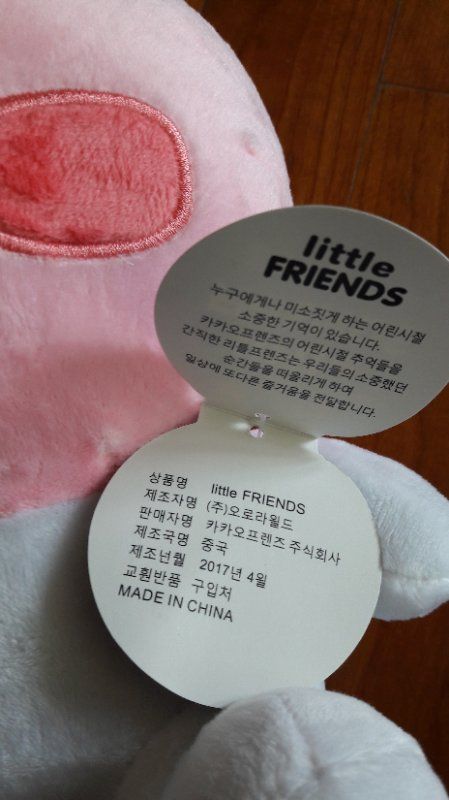 little
FRIENDS
누구에게나 미소짓게 하는 어린시절
소중한 기억이 있습니다.
카카오프렌즈의 어린시절 추억들을
간직한 리틀프렌즈는 우리들의 소중했던
순간들을 떠올리게 하여
일상에 또다른 즐거움을 전달합니다.
상품명 little FRIENDS
제조자명 (주)오로라월드
판매자명 카카오프렌즈 주식회사
제조국명 중국
제조년월 2017년 4월
교환반품 구입처
MADE IN CHINA